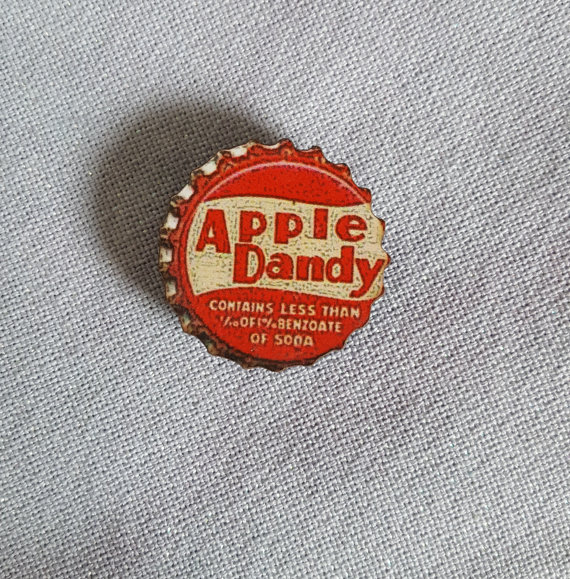 Apple
Dandy
CONTAINS LESS THAN
1/10 OF 1% BENZOATE
OF SODA